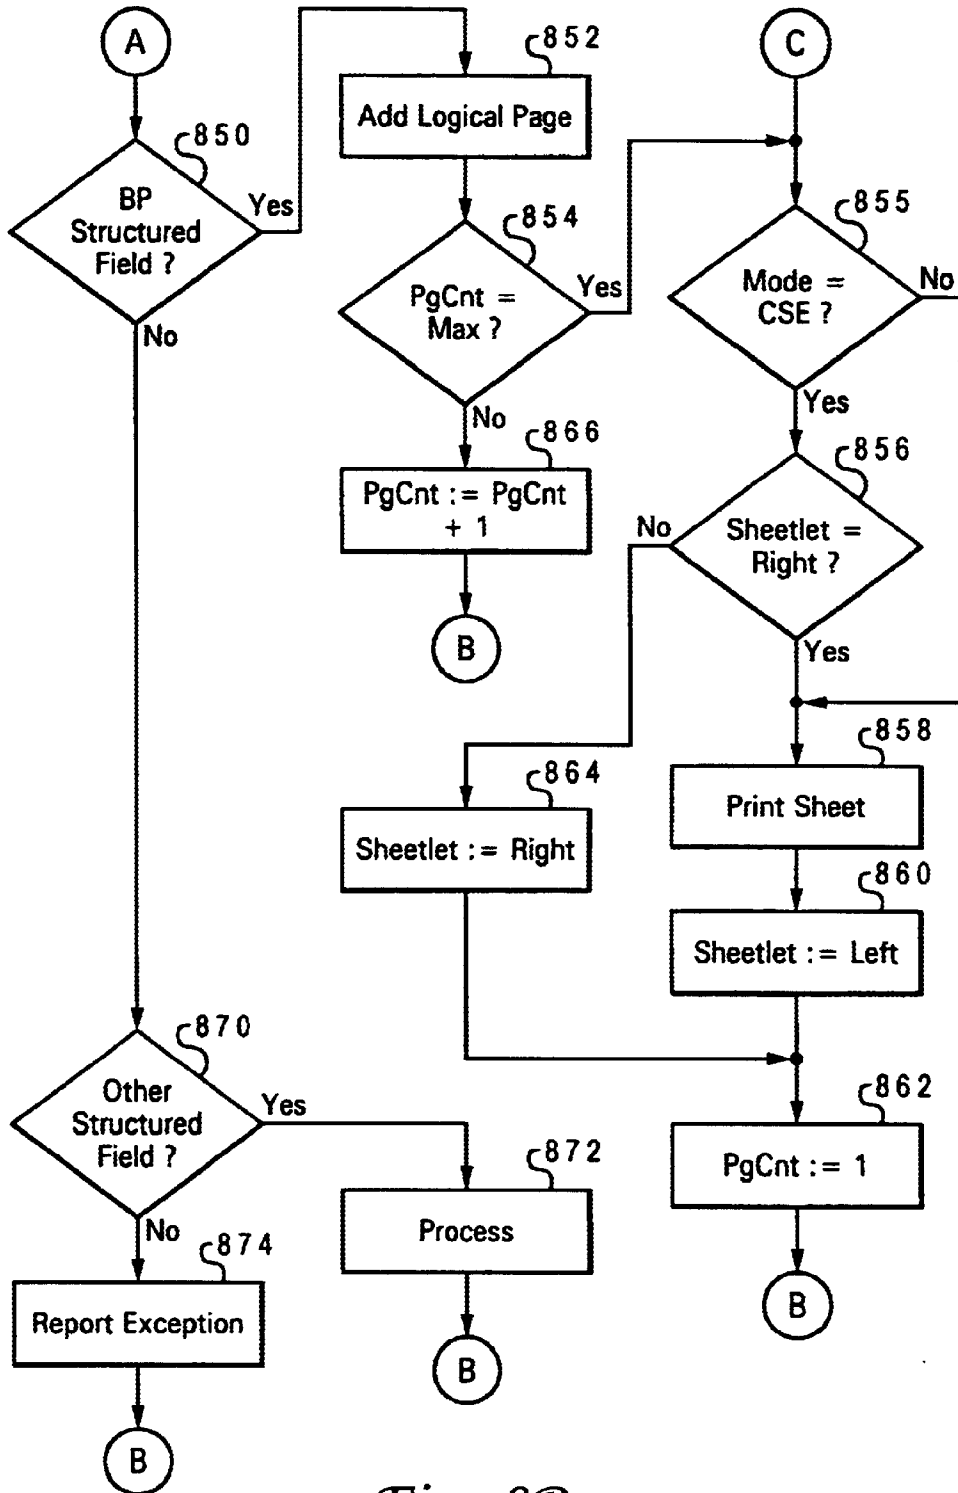 A
850
BP
Structured
Field ?
Yes
No
852
Add Logical Page
854
PgCnt =
Max ?
Yes
No
866
PgCnt := PgCnt
+ 1
B
C
855
Mode =
CSE ?
No
Yes
856
Sheetlet =
Right ?
No
Yes
858
Print Sheet
864
Sheetlet := Right
860
Sheetlet := Left
862
PgCnt := 1
B
870
Other
Structured
Field ?
Yes
No
872
Process
B
874
Report Exception
B